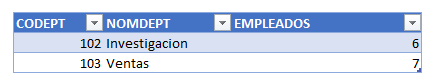 CODEPT NOMDEPT EMPLEADOS
102 Investigacion 6
103 Ventas 7